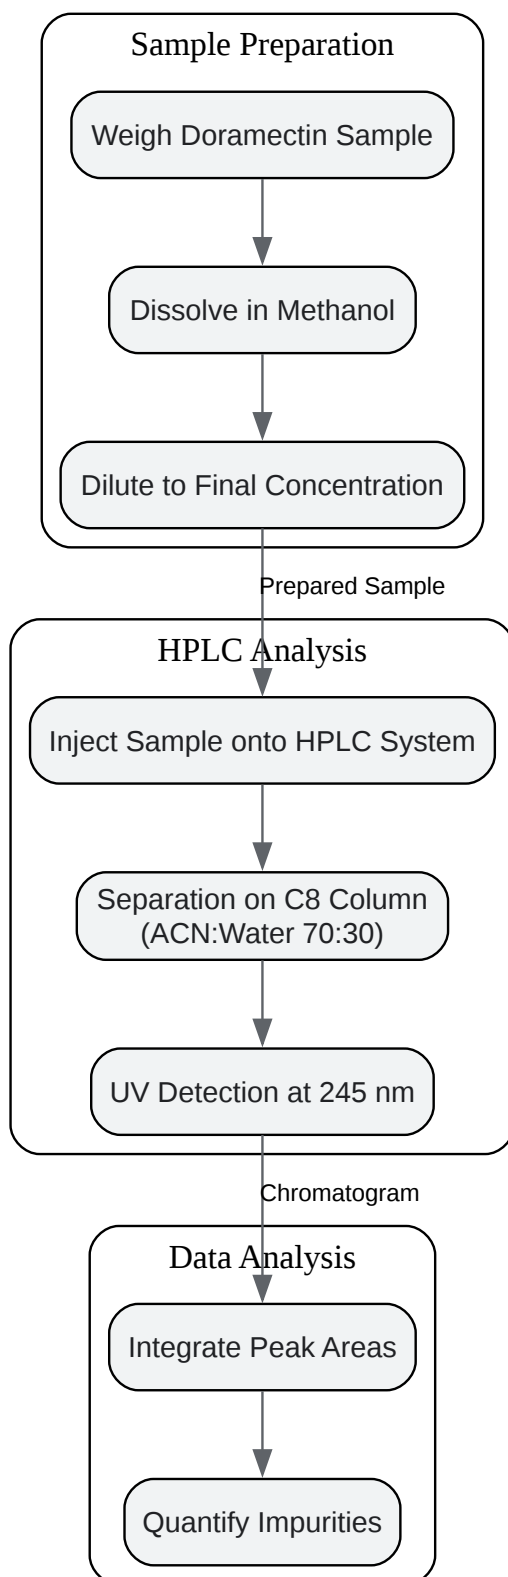 Sample Preparation
Weigh Doramectin Sample
Dissolve in Methanol
Dilute to Final Concentration
Prepared Sample
HPLC Analysis
Inject Sample onto HPLC System
Separation on C8 Column
(ACN:Water 70:30)
UV Detection at 245 nm
Chromatogram
Data Analysis
Integrate Peak Areas
Quantify Impurities